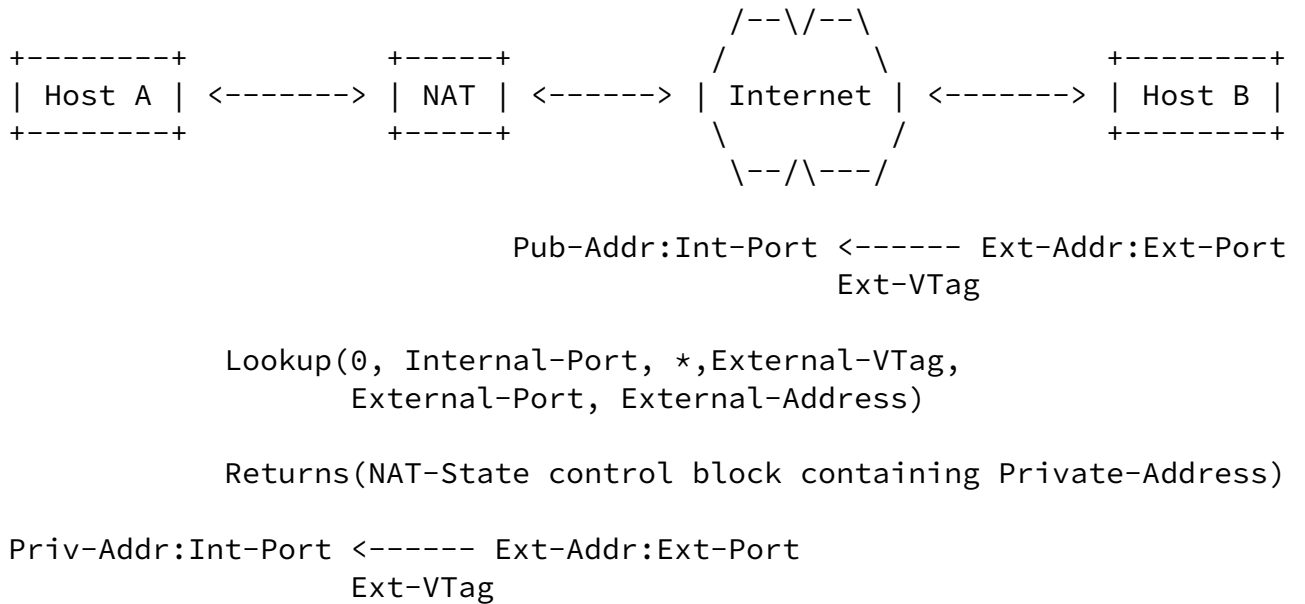 /--\/--\
+--------+             +-----+             /          \             +--------+
| Host A | <-------> | NAT | <------> | Internet | <-------> | Host B |
+--------+             +-----+             \          /             +--------+
                                              \--/\---/
Pub-Addr:Int-Port <------ Ext-Addr:Ext-Port
Ext-VTag
Lookup(0, Internal-Port, *,External-VTag,
External-Port, External-Address)
Returns(NAT-State control block containing Private-Address)
Priv-Addr:Int-Port <------ Ext-Addr:Ext-Port
Ext-VTag